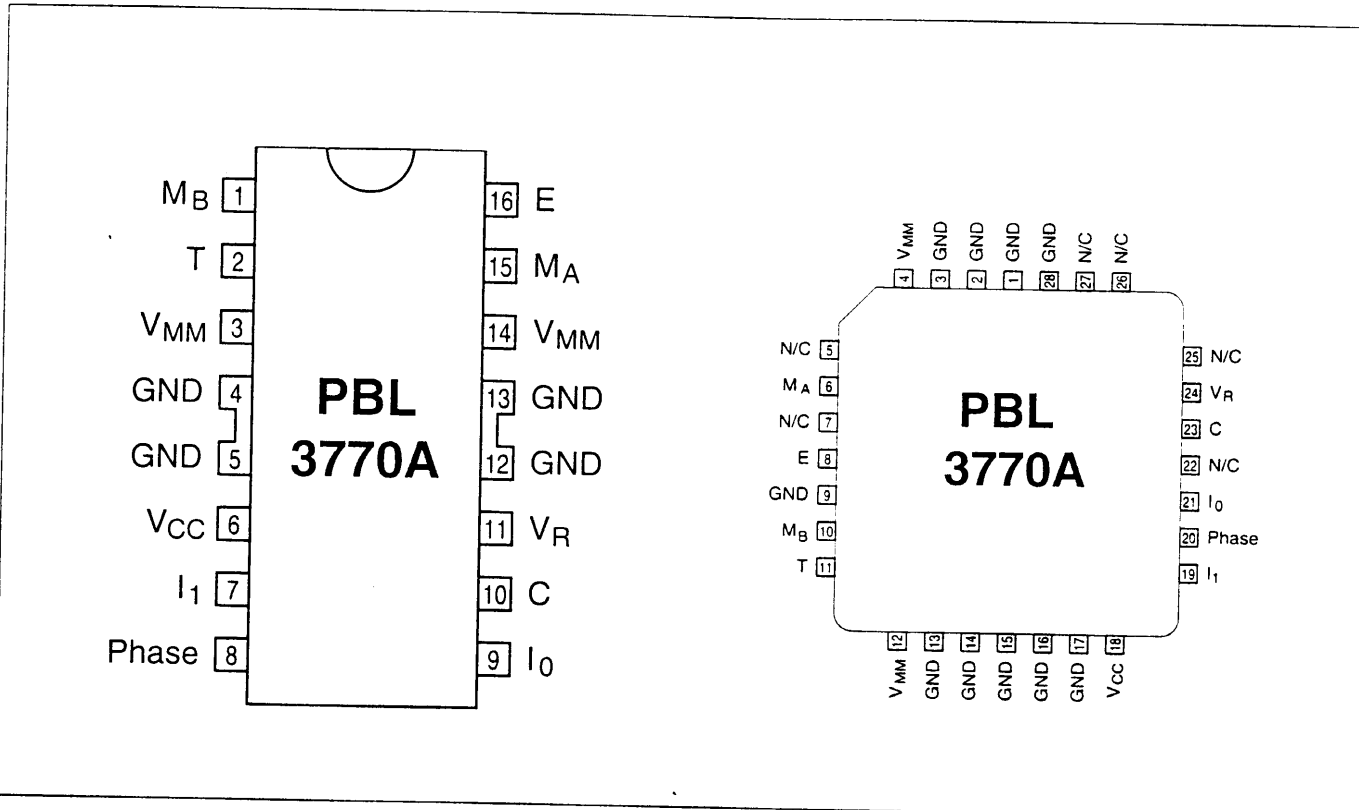 MB 1
T 2
VMM 3
GND 4
GND 5
VCC 6
I1 7
Phase 8
PBL
3770A
16 E
15 MA
14 VMM
13 GND
12 GND
11 VR
10 C
9 I0
VMM 4
GND 3
GND 2
GND 1
GND 28
N/C 27
N/C 26
N/C 5
MA 6
N/C 7
E 8
GND 9
MB 10
T 11
PBL
3770A
25 N/C
24 VR
23 C
22 N/C
21 I0
20 Phase
19 I1
VMM 12
GND 13
GND 14
GND 15
GND 16
GND 17
VCC 18